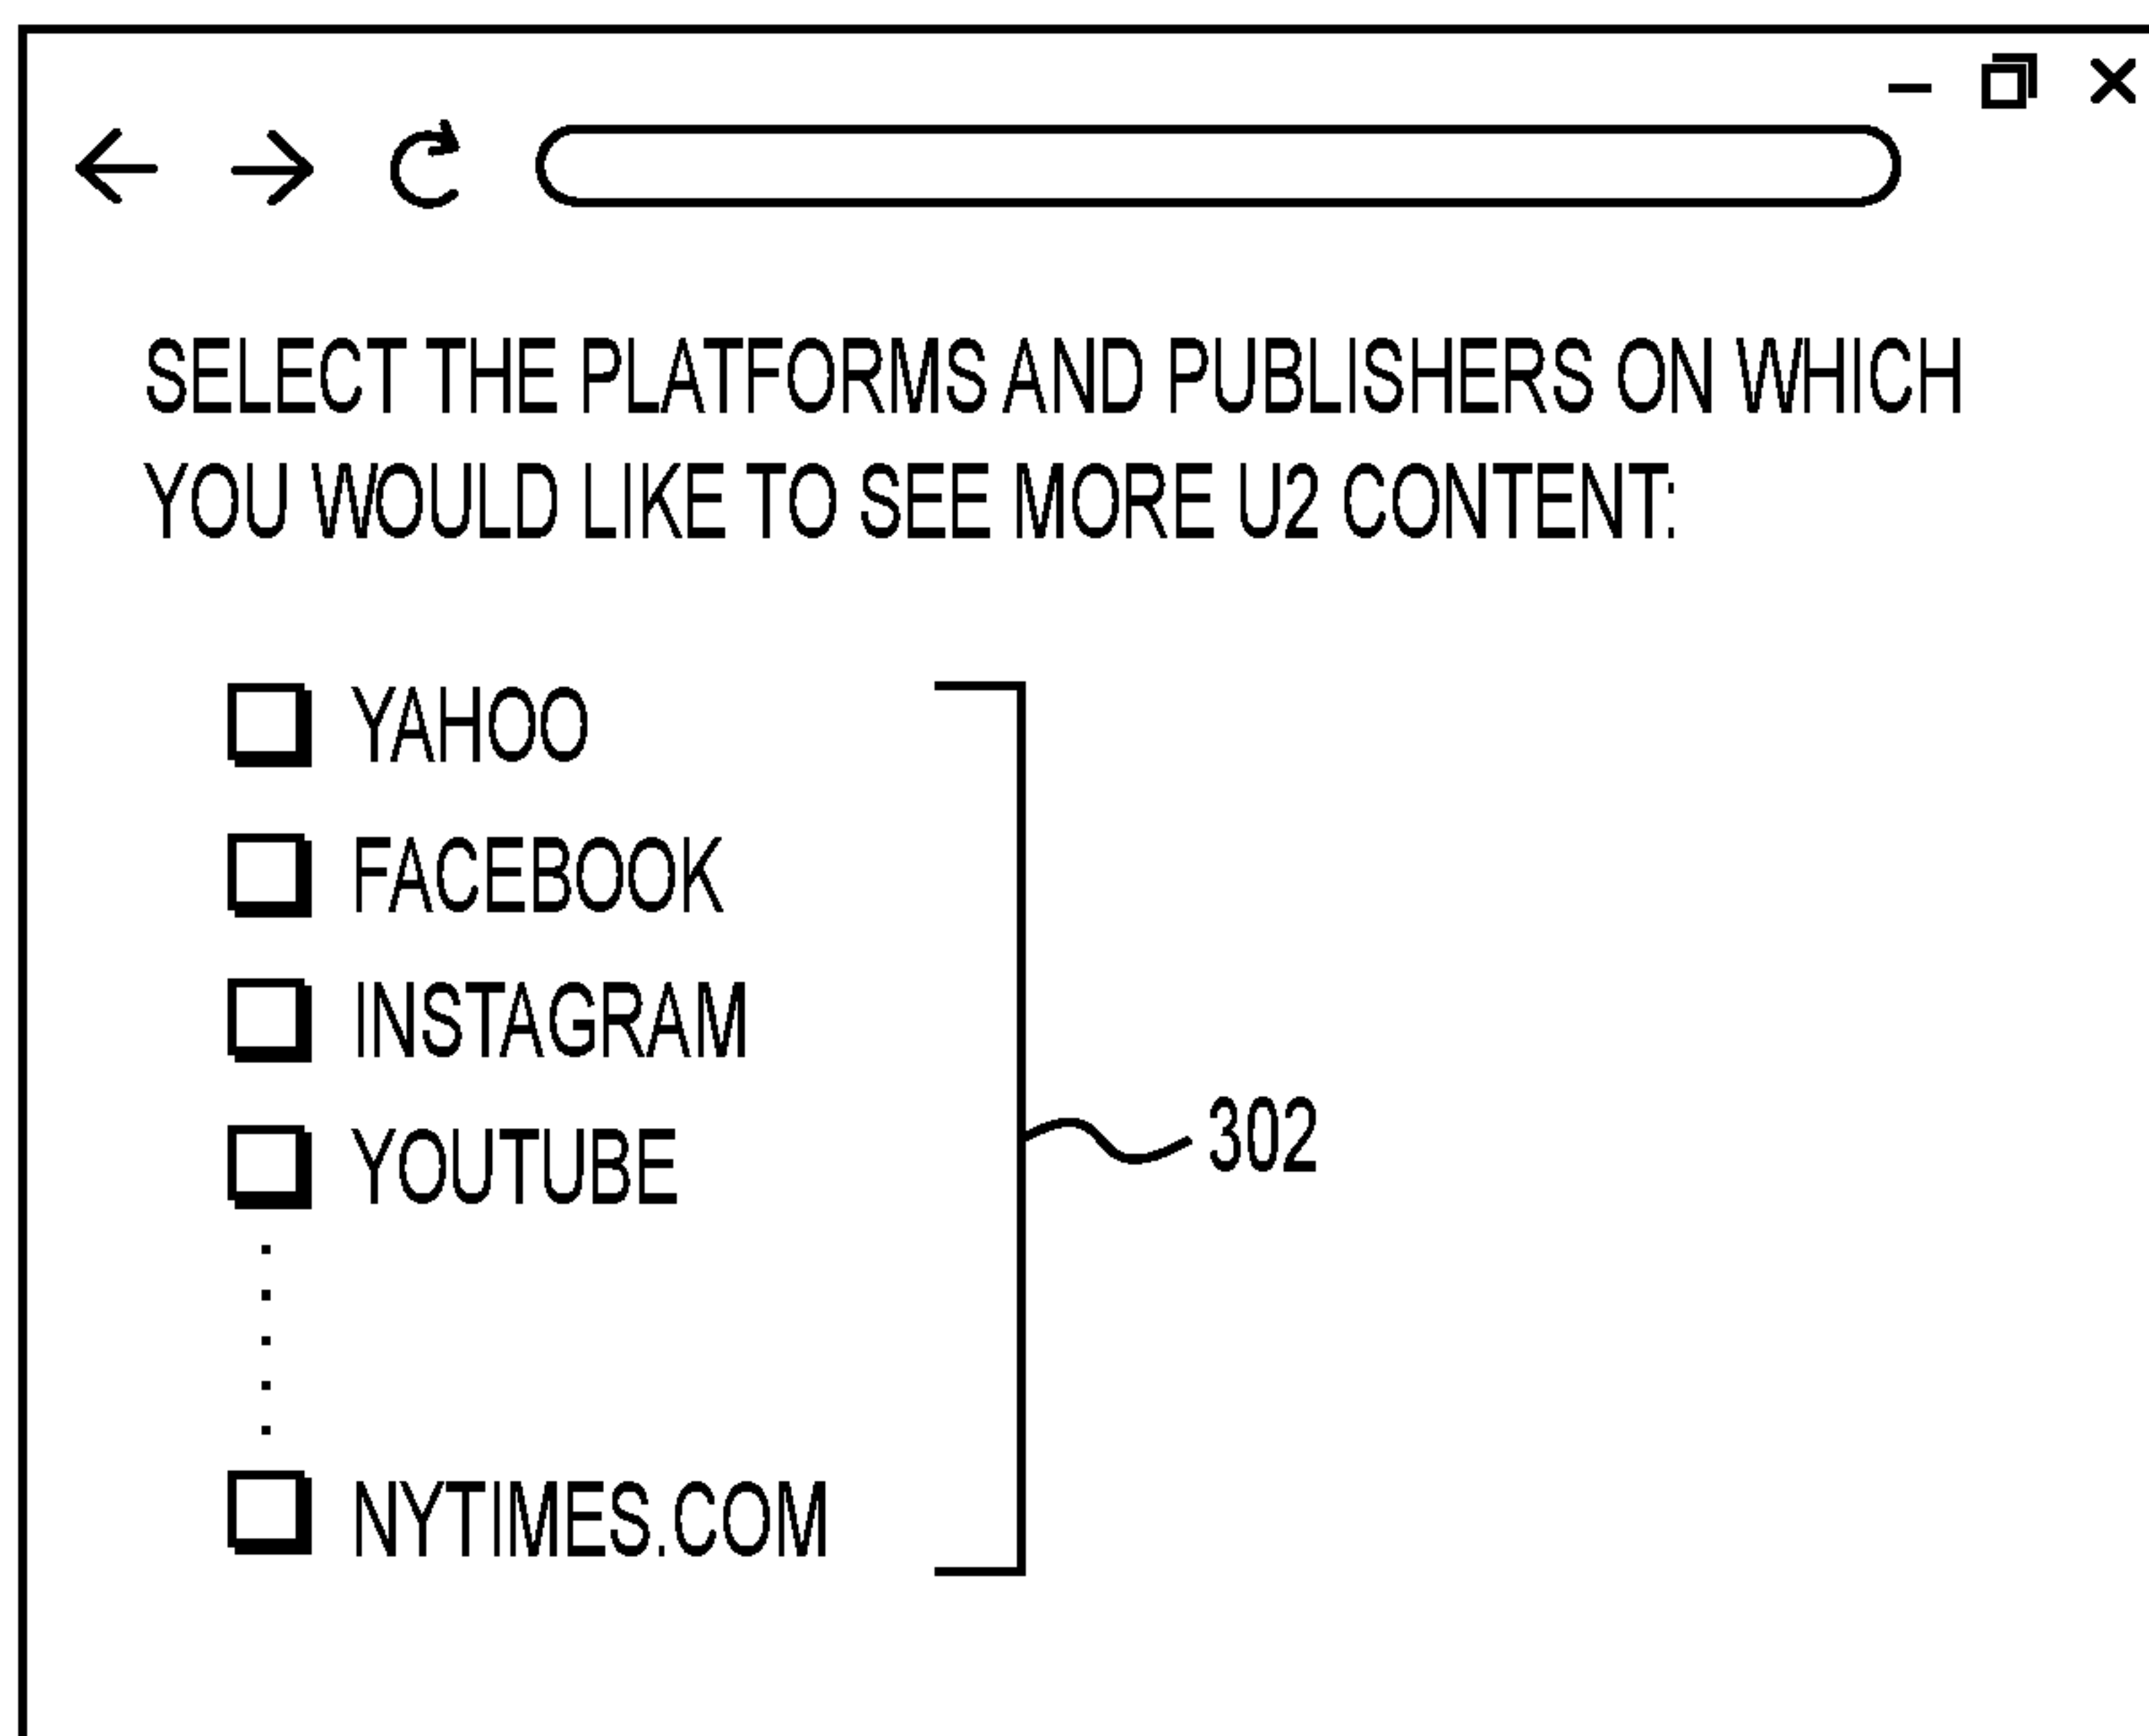 SELECT THE PLATFORMS AND PUBLISHERS ON WHICH
YOU WOULD LIKE TO SEE MORE U2 CONTENT:
YAHOO
FACEBOOK
INSTAGRAM
YOUTUBE
302
NYTIMES.COM